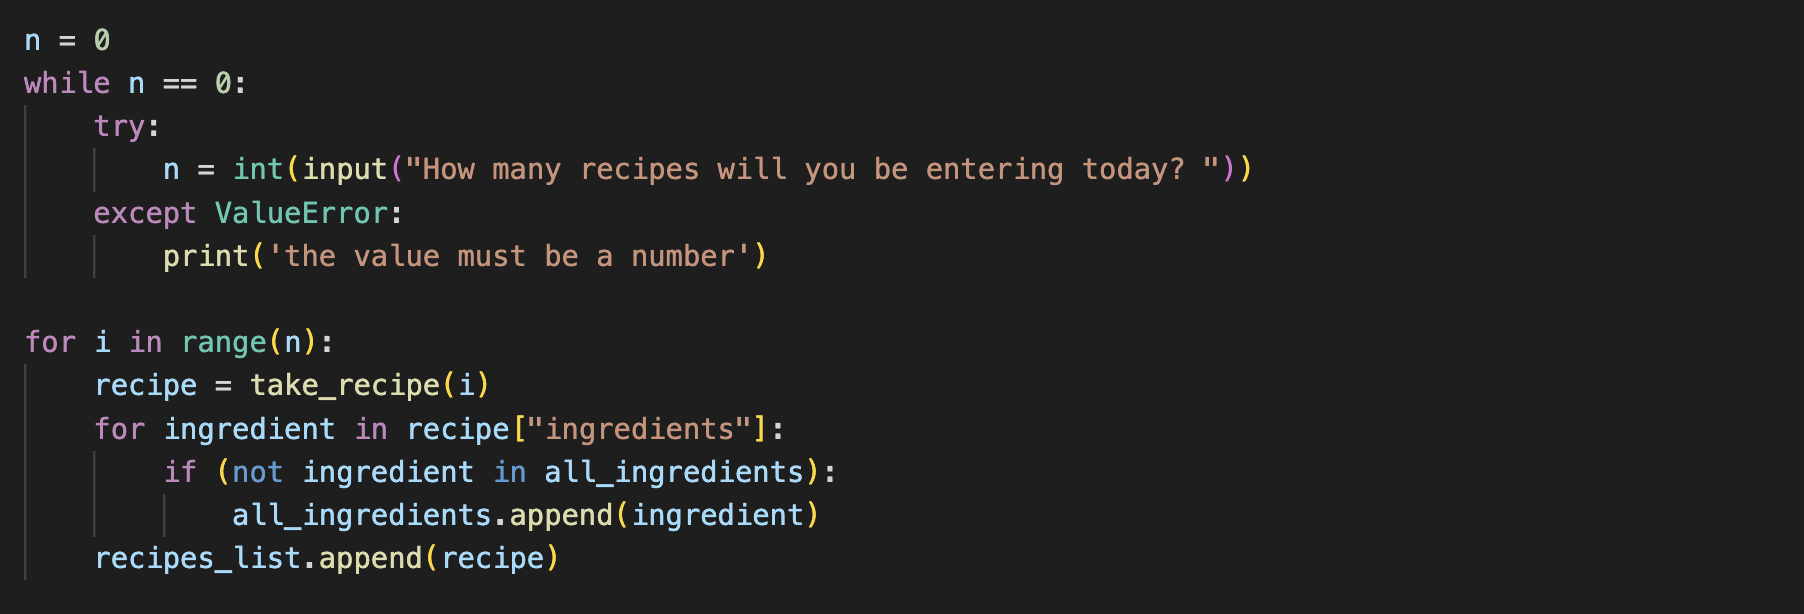 n = 0
while n == 0:
    try:
        n = int(input("How many recipes will you be entering today? "))
    except ValueError:
        print('the value must be a number')

for i in range(n):
    recipe = take_recipe(i)
    for ingredient in recipe["ingredients"]:
        if (not ingredient in all_ingredients):
            all_ingredients.append(ingredient)
    recipes_list.append(recipe)